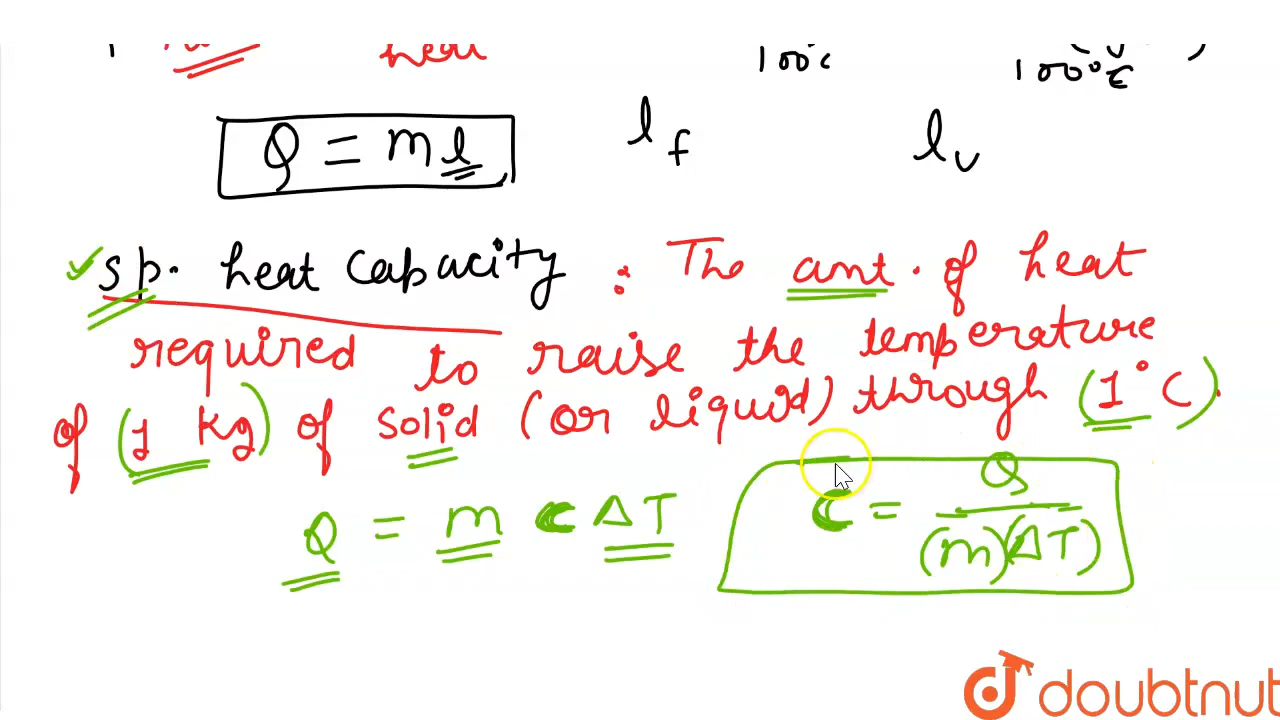 heat
100°c
100°c
Q = ml
lf
lv
sp. heat capacity : The amt. of heat
required to raise the temperature
of (1 kg) of solid (or liquid) through (1°C).
Q = m c ΔT
c = Q / (m)(ΔT)
doubtnut